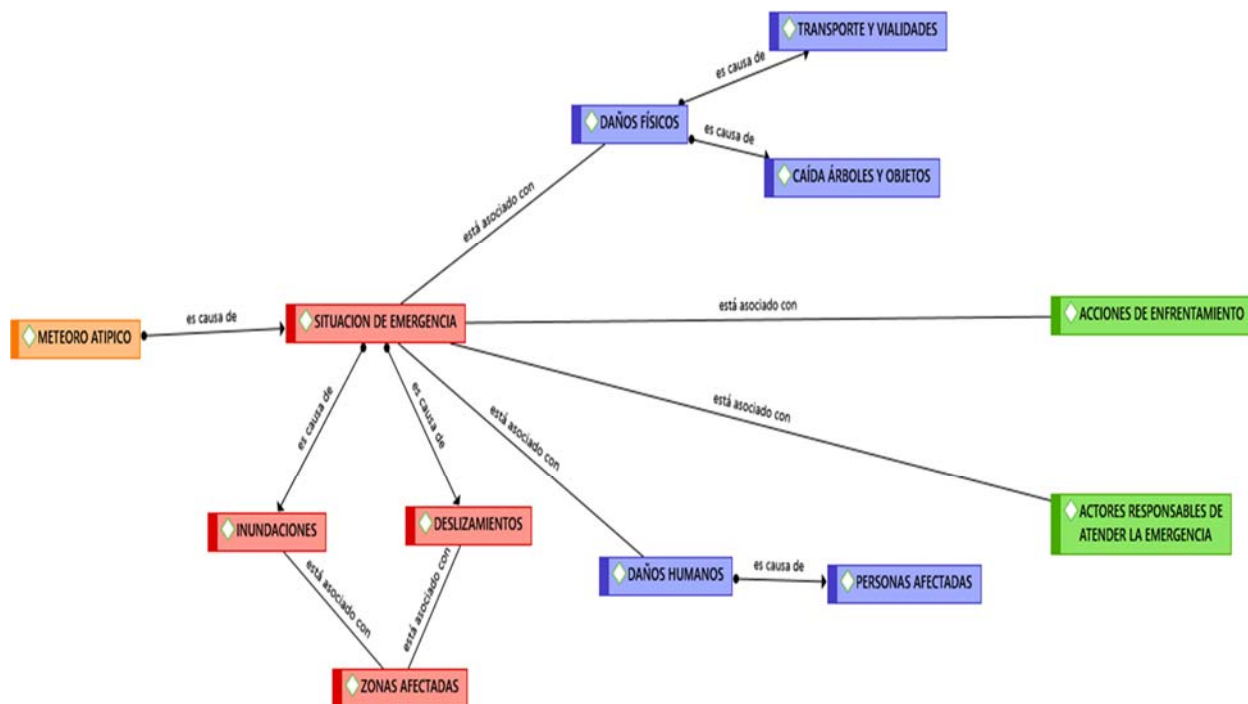 TRANSPORTE Y VIALIDADES
es causa de
DAÑOS FÍSICOS
es causa de
CAÍDA ÁRBOLES Y OBJETOS
está asociado con
METEORO ATIPICO
es causa de
SITUACION DE EMERGENCIA
está asociado con
ACCIONES DE ENFRENTAMIENTO
es causa de
es causa de
está asociado con
está asociado con
INUNDACIONES
DESLIZAMIENTOS
ACTORES RESPONSABLES DE
ATENDER LA EMERGENCIA
DAÑOS HUMANOS
es causa de
PERSONAS AFECTADAS
está asociado con
está asociado con
ZONAS AFECTADAS